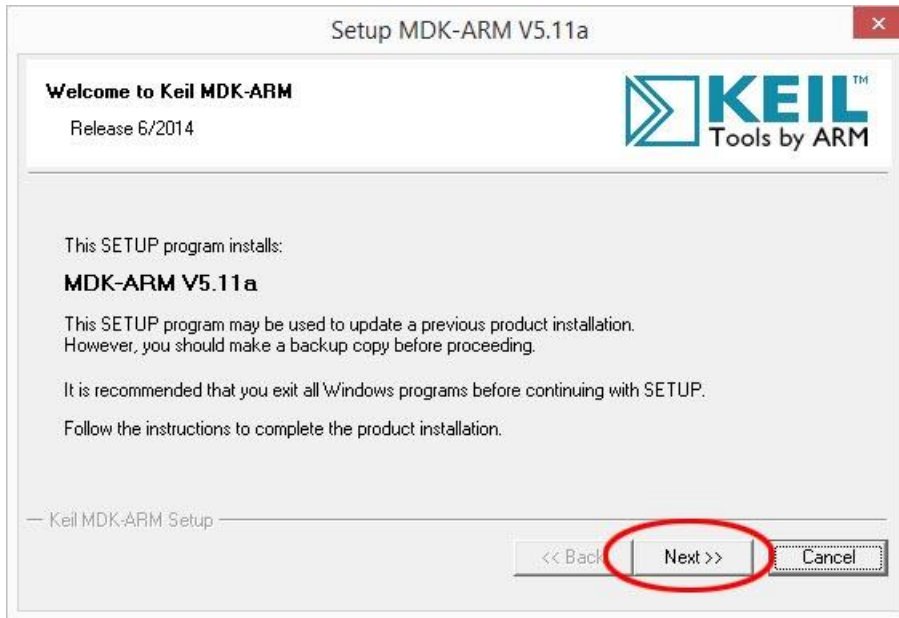 Setup MDK-ARM V5.11a
Welcome to Keil MDK-ARM
Release 6/2014
KEIL™
Tools by ARM
This SETUP program installs:
MDK-ARM V5.11a
This SETUP program may be used to update a previous product installation.
However, you should make a backup copy before proceeding.
It is recommended that you exit all Windows programs before continuing with SETUP.
Follow the instructions to complete the product installation.
Keil MDK-ARM Setup
<< Back Next >> Cancel